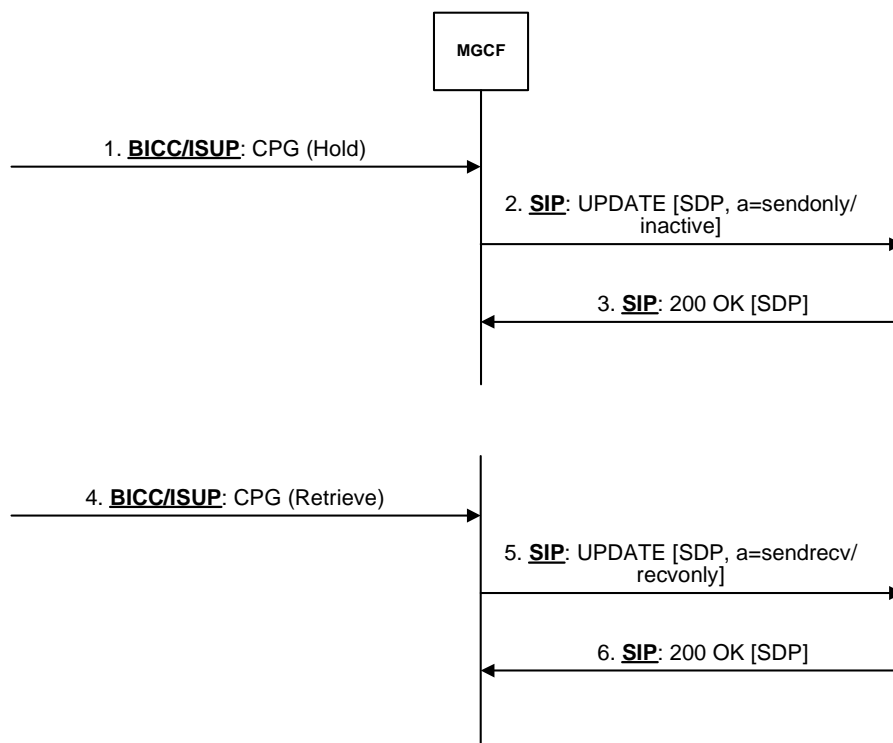 MGCF
1. BICC/ISUP: CPG (Hold)
2. SIP: UPDATE [SDP, a=sendonly/
inactive]
3. SIP: 200 OK [SDP]
4. BICC/ISUP: CPG (Retrieve)
5. SIP: UPDATE [SDP, a=sendrecv/
recvonly]
6. SIP: 200 OK [SDP]